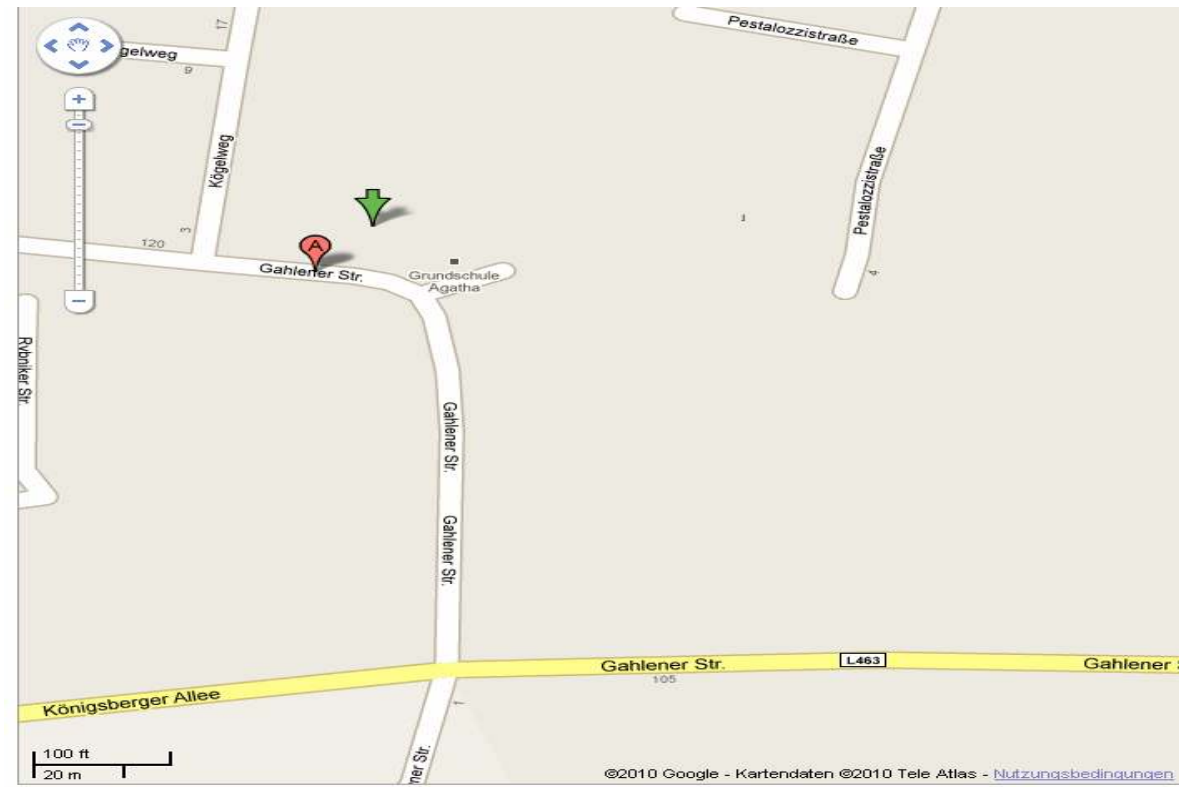 17
Pestalozzistraße
gelweg
9
Kögelweg
Pestalozzistraße
3
120
A
Gahlener Str.
Grundschule
Agatha
4
Rybniker Str.
Gahlener Str.
Gahlener Str.
Gahlener Str.
L463
Gahlener
105
Königsberger Allee
1
ner Str.
100 ft
20 m
©2010 Google - Kartendaten ©2010 Tele Atlas - Nutzungsbedingungen